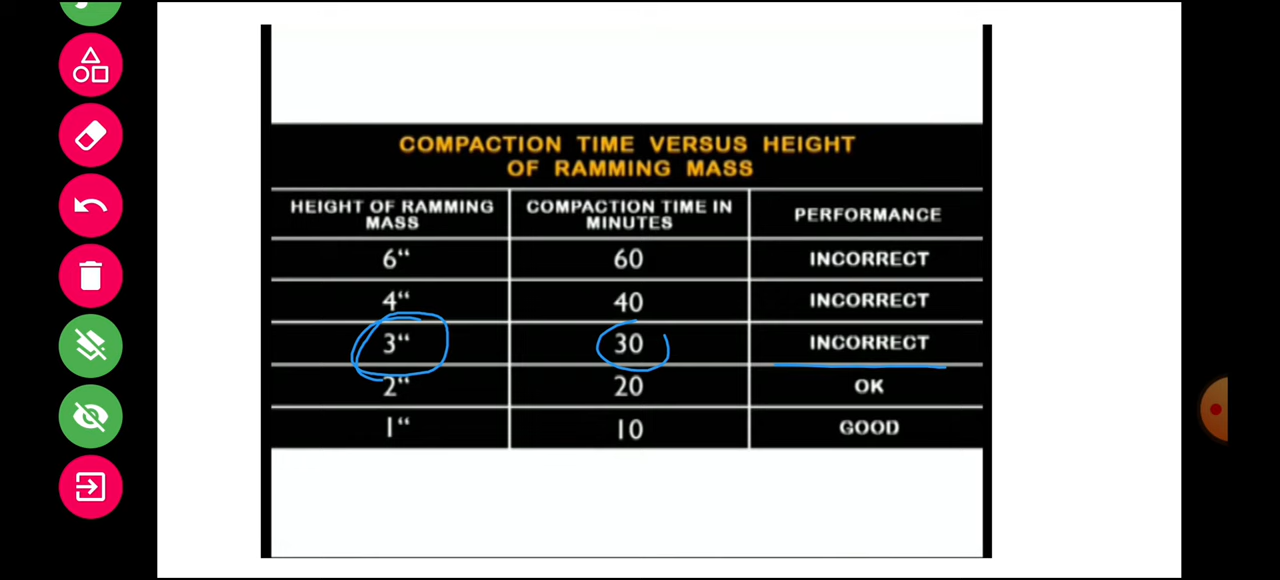 COMPACTION TIME VERSUS HEIGHT
OF RAMMING MASS
HEIGHT OF RAMMING MASS COMPACTION TIME IN MINUTES PERFORMANCE
6“ 60 INCORRECT
4“ 40 INCORRECT
3“ 30 INCORRECT
2“ 20 OK
1“ 10 GOOD